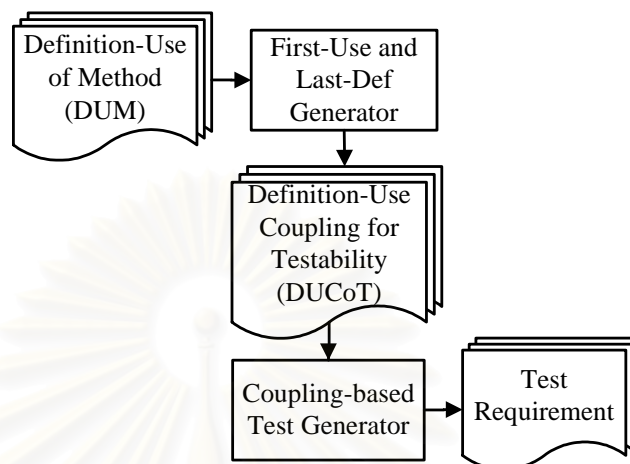 Definition-Use
of Method
(DUM)
First-Use and
Last-Def
Generator
Definition-Use
Coupling for
Testability
(DUCoT)
Coupling-based
Test Generator
Test
Requirement